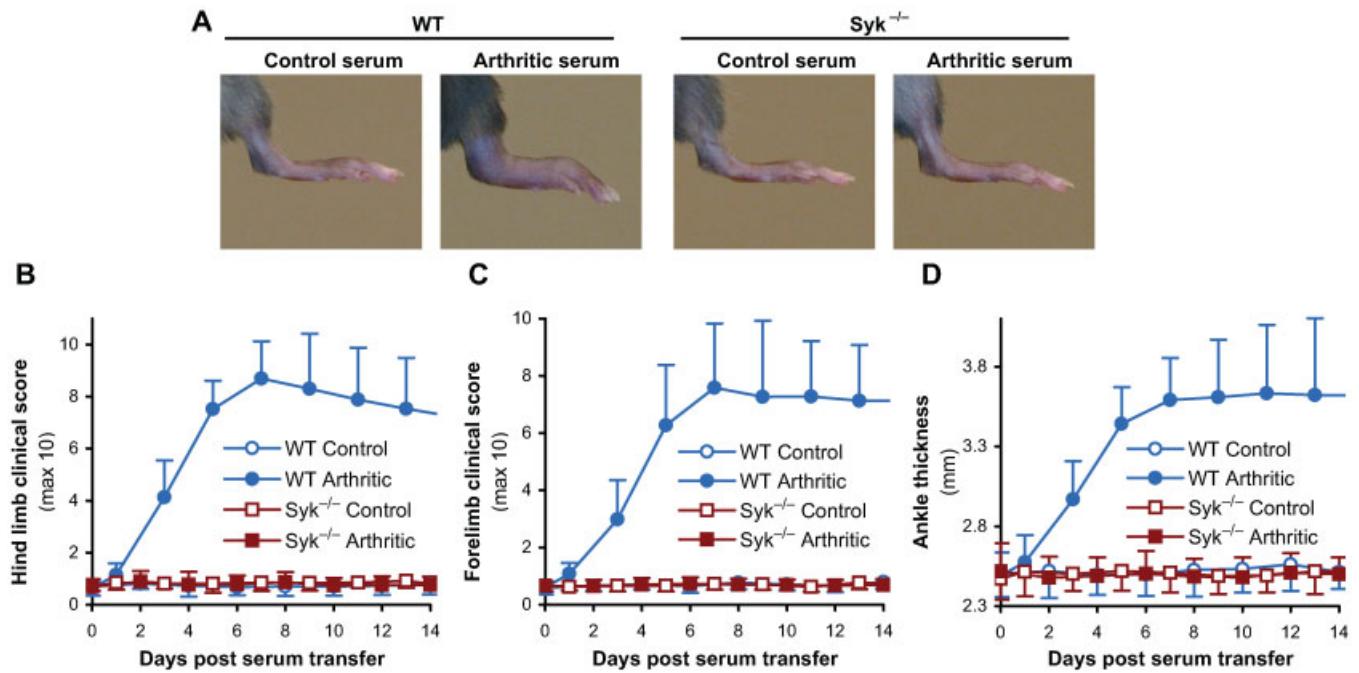 A
WT
Syk⁻/⁻
Control serum
Arthritic serum
Control serum
Arthritic serum
B
Hind limb clinical score
(max 10)
10
8
6
4
2
0
WT Control
WT Arthritic
Syk⁻/⁻ Control
Syk⁻/⁻ Arthritic
0 2 4 6 8 10 12 14
Days post serum transfer
C
Forelimb clinical score
(max 10)
10
8
6
4
2
0
WT Control
WT Arthritic
Syk⁻/⁻ Control
Syk⁻/⁻ Arthritic
0 2 4 6 8 10 12 14
Days post serum transfer
D
Ankle thickness
(mm)
3.8
3.3
2.8
2.3
WT Control
WT Arthritic
Syk⁻/⁻ Control
Syk⁻/⁻ Arthritic
0 2 4 6 8 10 12 14
Days post serum transfer